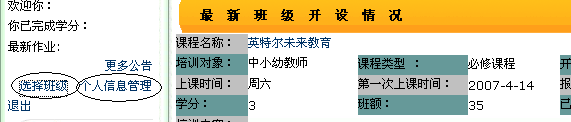 欢迎你：
你已完成学分：
最新作业：
更多公告
选择班级 个人信息管理
退出
最 新 班 级 开 设 情 况
课程名称： 英特尔未来教育
培训对象： 中小幼教师 课程类型 ： 必修课程 开
上课时间： 周六 第一次上课时间： 2007-4-14 报
学分： 3 班额： 35 已